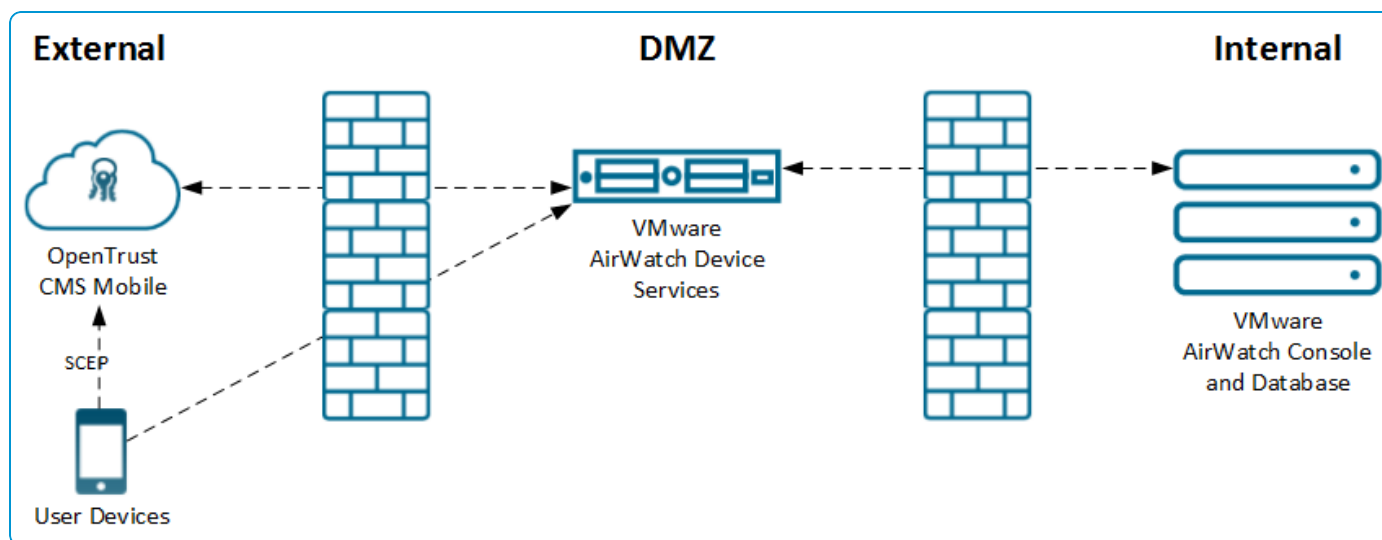 External
DMZ
Internal
OpenTrust
CMS Mobile
VMware
AirWatch Device
Services
VMware
AirWatch Console
and Database
SCEP
User Devices